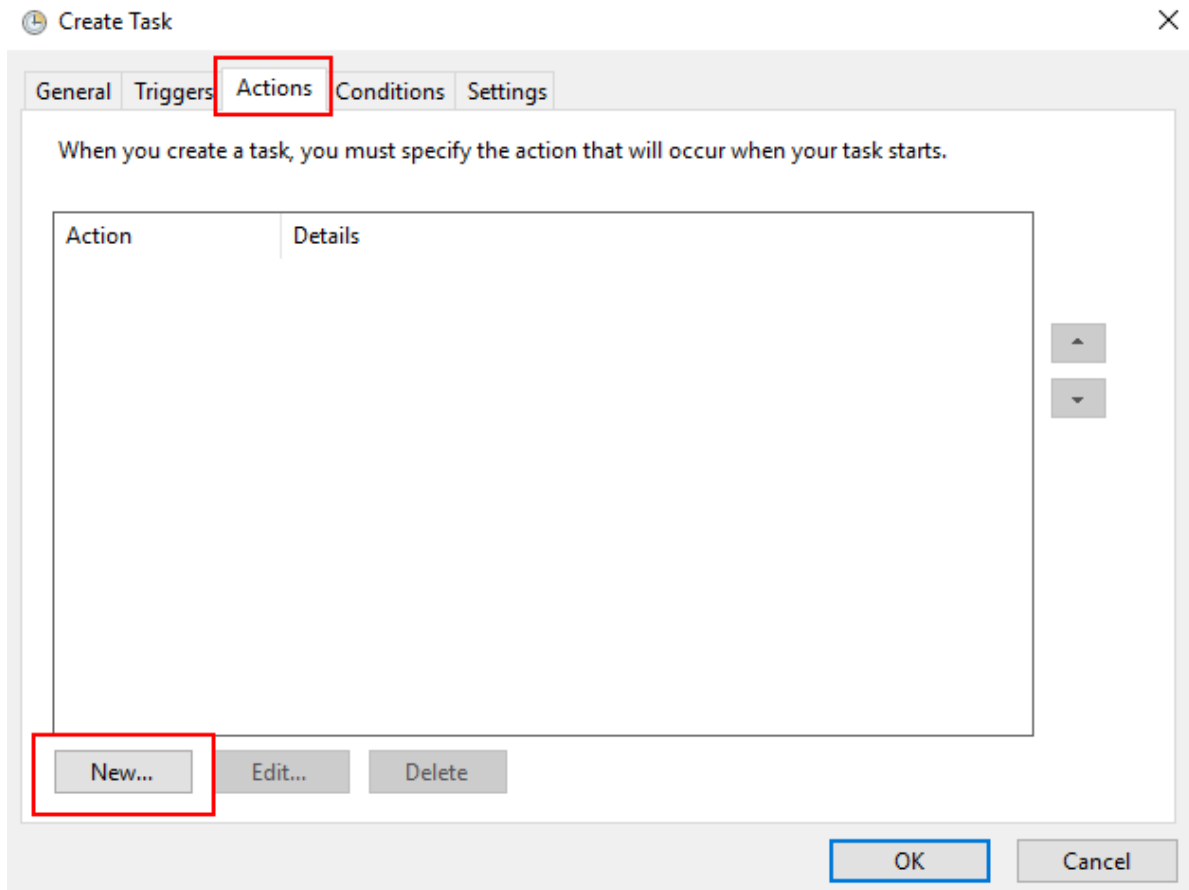 Create Task
General Triggers Actions Conditions Settings
When you create a task, you must specify the action that will occur when your task starts.
Action Details
New... Edit... Delete
OK Cancel